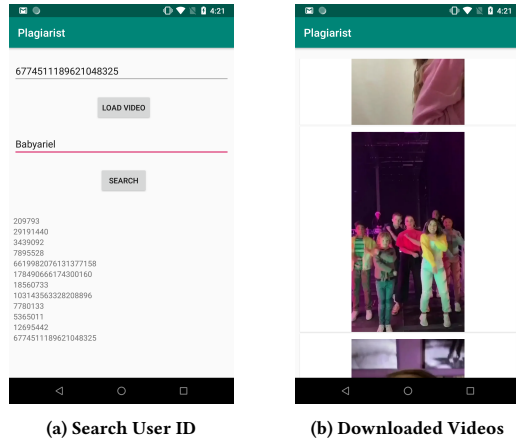 4:21
4:21
Plagiarist
Plagiarist
6774511189621048325
LOAD VIDEO
Babyariel
SEARCH
209793
29191440
3439092
7895528
6619982076131377158
178490666174300160
18560733
103143563328208896
7780133
5365011
12695442
6774511189621048325
(a) Search User ID
(b) Downloaded Videos